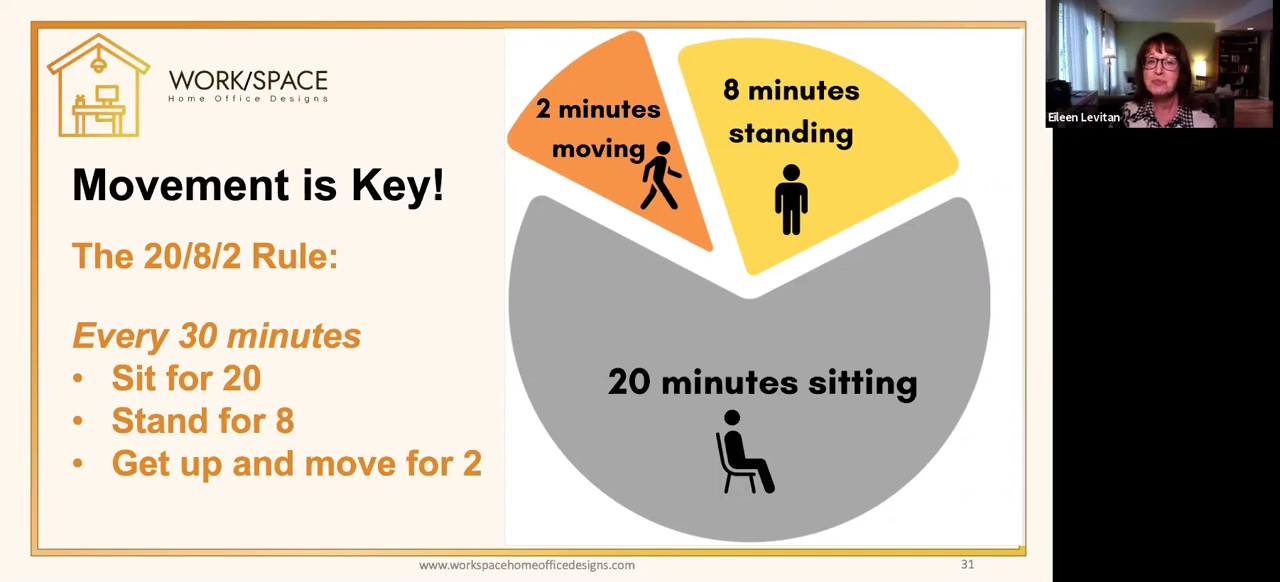 WORK/SPACE
Home Office Designs
Movement is Key!
The 20/8/2 Rule:
Every 30 minutes
• Sit for 20
• Stand for 8
• Get up and move for 2
2 minutes
moving
8 minutes
standing
20 minutes sitting
www.workspacehomeofficedesigns.com
31
Eileen Levitan